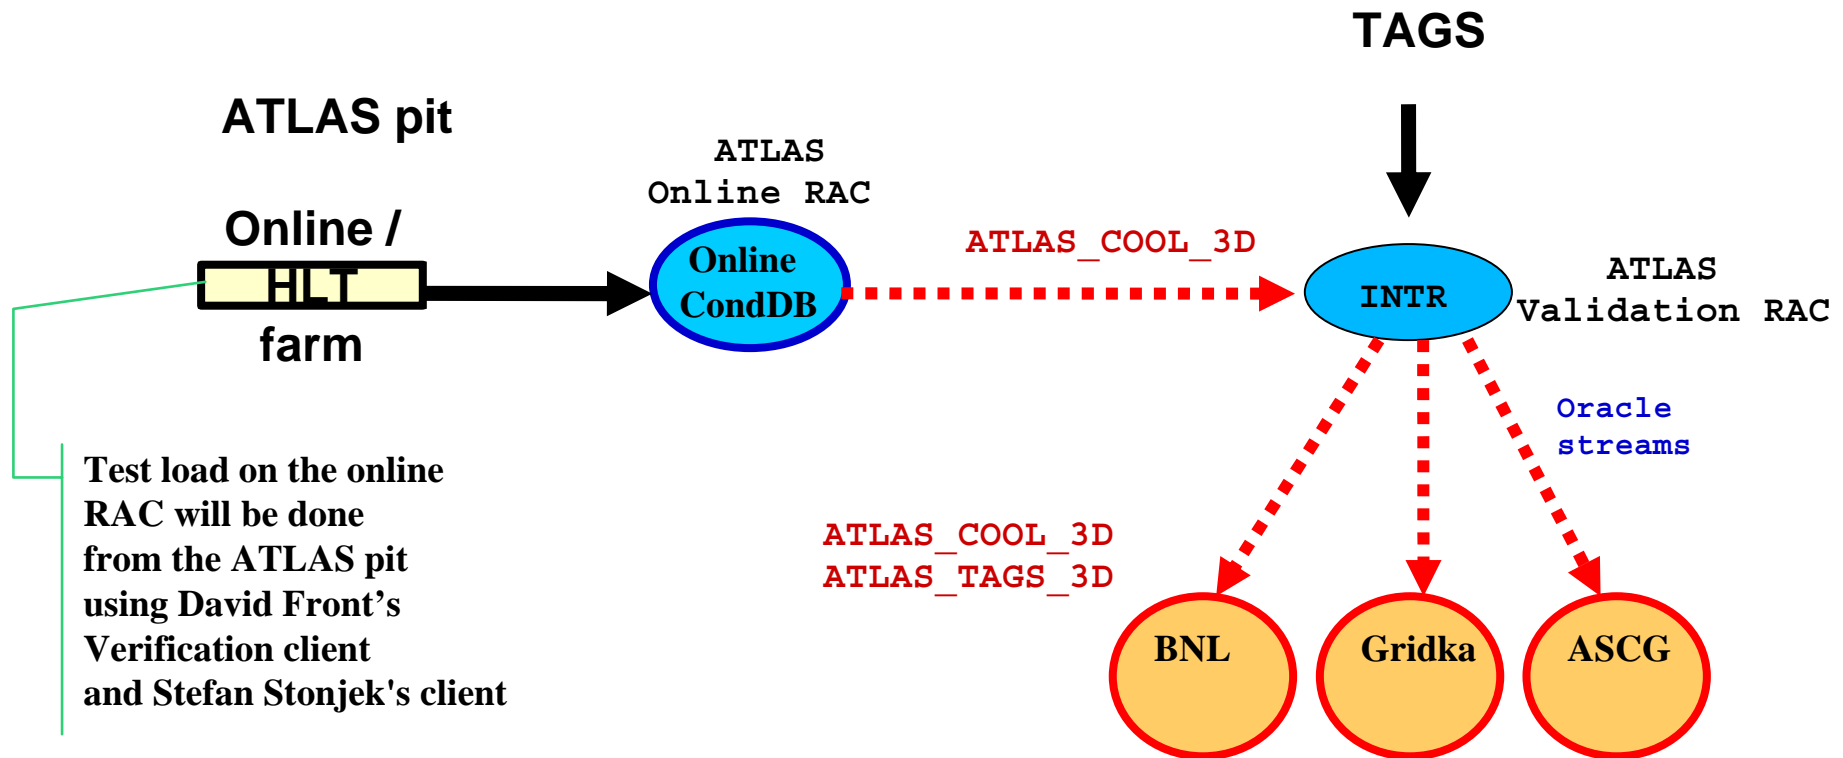 TAGS
ATLAS pit
ATLAS
Online RAC
Online /
HLT
farm
Online
CondDB
ATLAS_COOL_3D
INTR
ATLAS
Validation RAC
Oracle
streams
Test load on the online
RAC will be done
from the ATLAS pit
using David Front’s
Verification client
and Stefan Stonjek's client
ATLAS_COOL_3D
ATLAS_TAGS_3D
BNL
Gridka
ASCG